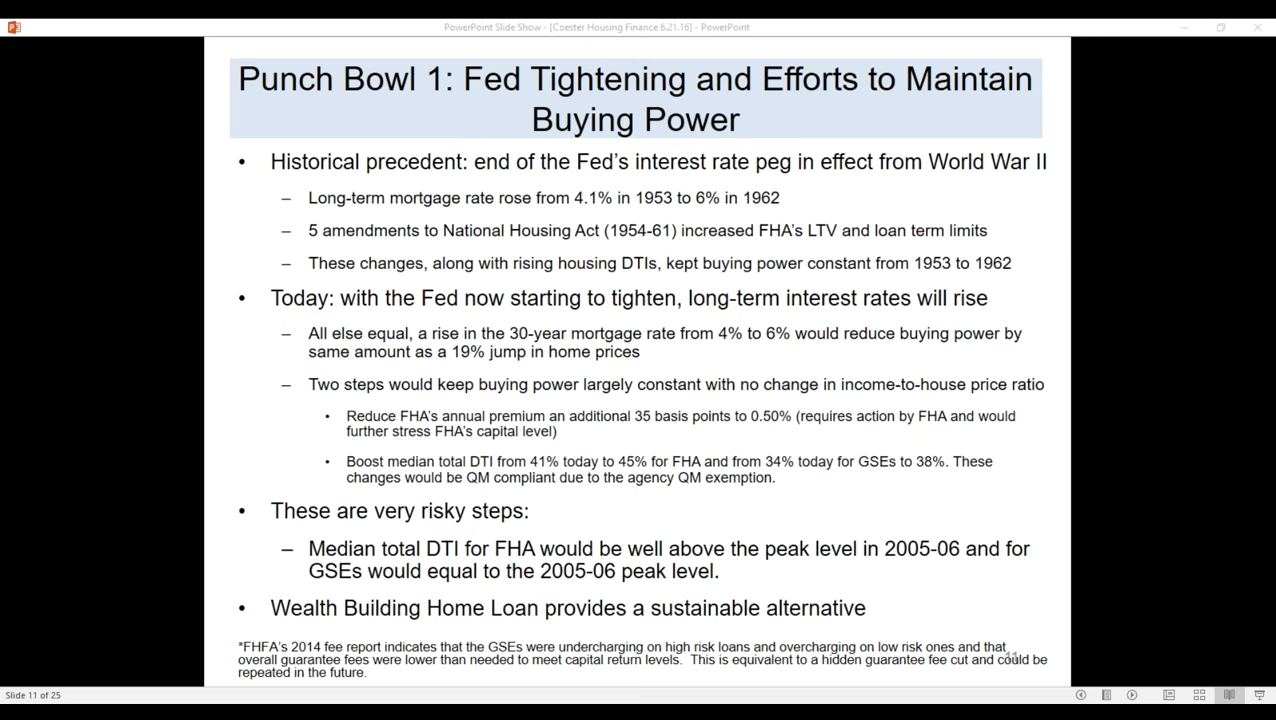 PowerPoint Slide Show - [Coester Housing Finance 6.21.16] - PowerPoint
Punch Bowl 1: Fed Tightening and Efforts to Maintain
Buying Power
• Historical precedent: end of the Fed's interest rate peg in effect from World War II
– Long-term mortgage rate rose from 4.1% in 1953 to 6% in 1962
– 5 amendments to National Housing Act (1954-61) increased FHA's LTV and loan term limits
– These changes, along with rising housing DTIs, kept buying power constant from 1953 to 1962
• Today: with the Fed now starting to tighten, long-term interest rates will rise
– All else equal, a rise in the 30-year mortgage rate from 4% to 6% would reduce buying power by
same amount as a 19% jump in home prices
– Two steps would keep buying power largely constant with no change in income-to-house price ratio
• Reduce FHA's annual premium an additional 35 basis points to 0.50% (requires action by FHA and would
further stress FHA's capital level)
• Boost median total DTI from 41% today to 45% for FHA and from 34% today for GSEs to 38%. These
changes would be QM compliant due to the agency QM exemption.
• These are very risky steps:
– Median total DTI for FHA would be well above the peak level in 2005-06 and for
GSEs would equal to the 2005-06 peak level.
• Wealth Building Home Loan provides a sustainable alternative
*FHFA's 2014 fee report indicates that the GSEs were undercharging on high risk loans and overcharging on low risk ones and that
overall guarantee fees were lower than needed to meet capital return levels. This is equivalent to a hidden guarantee fee cut and could be
repeated in the future.
11
Slide 11 of 25